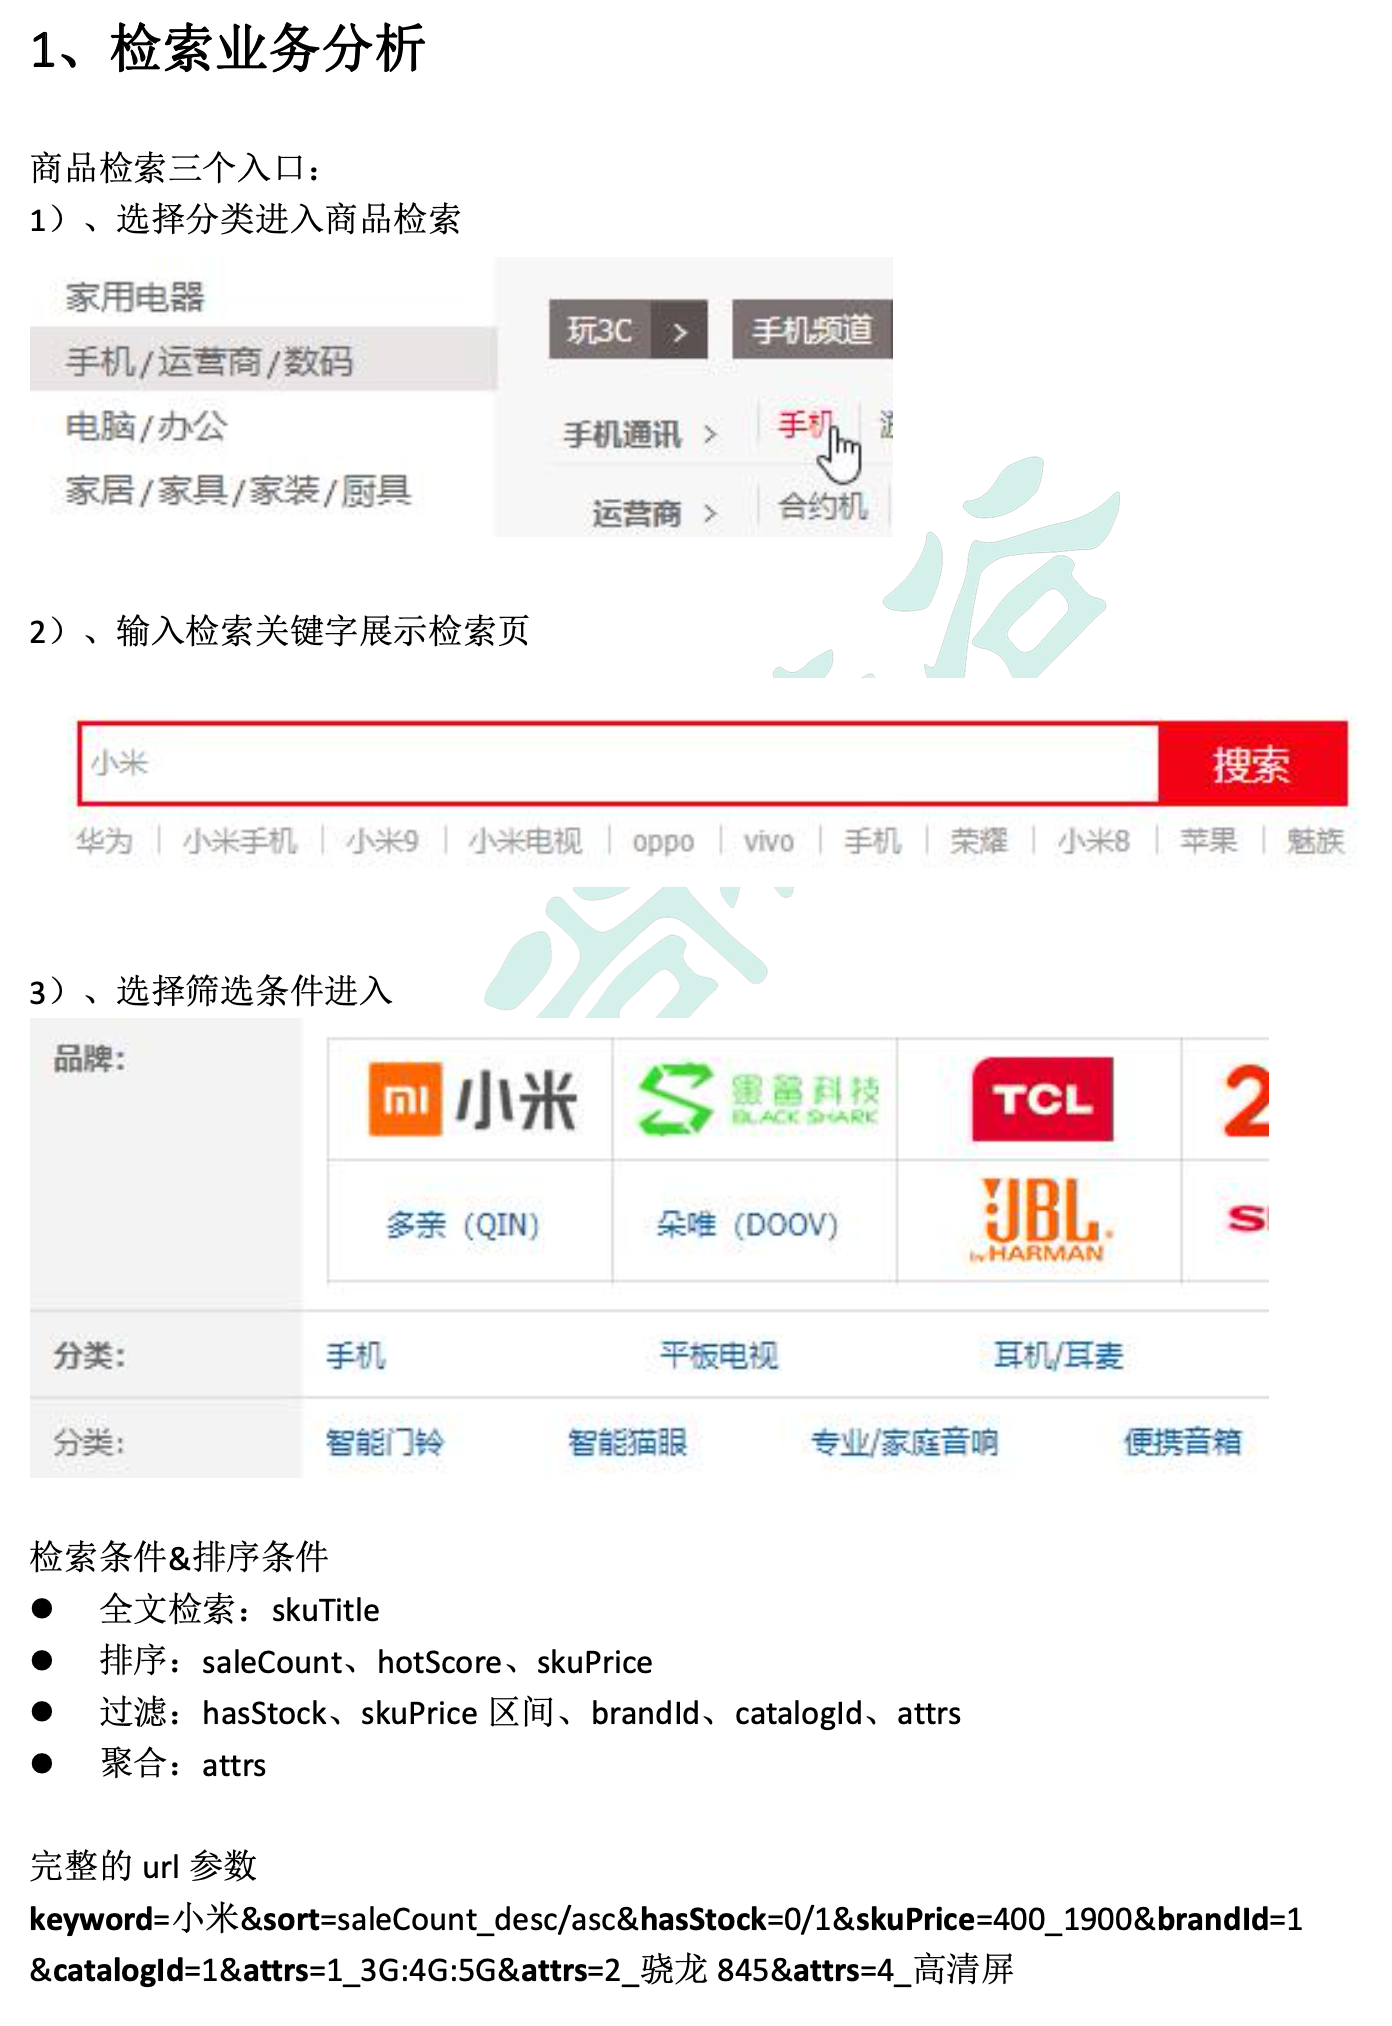 1、检索业务分析
商品检索三个入口：
1）、选择分类进入商品检索
家用电器
手机/运营商/数码
电脑/办公
家居/家具/家装/厨具
玩3C > 手机频道
手机通讯 > 手机
运营商 > 合约机
2）、输入检索关键字展示检索页
小米 搜索
华为 | 小米手机 | 小米9 | 小米电视 | oppo | vivo | 手机 | 荣耀 | 小米8 | 苹果 | 魅族
3）、选择筛选条件进入
品牌：
mi 小米 黑鲨科技 TCL 2
BLACK SHARK
多亲（QIN） 朵唯（DOOV） JBL
by HARMAN
分类： 手机 平板电视 耳机/耳麦
分类： 智能门铃 智能猫眼 专业/家庭音响 便携音箱
检索条件&排序条件
● 全文检索：skuTitle
● 排序：saleCount、hotScore、skuPrice
● 过滤：hasStock、skuPrice 区间、brandId、catalogId、attrs
● 聚合：attrs
完整的 url 参数
keyword=小米&sort=saleCount_desc/asc&hasStock=0/1&skuPrice=400_1900&brandId=1
&catalogId=1&attrs=1_3G:4G:5G&attrs=2_骁龙 845&attrs=4_高清屏